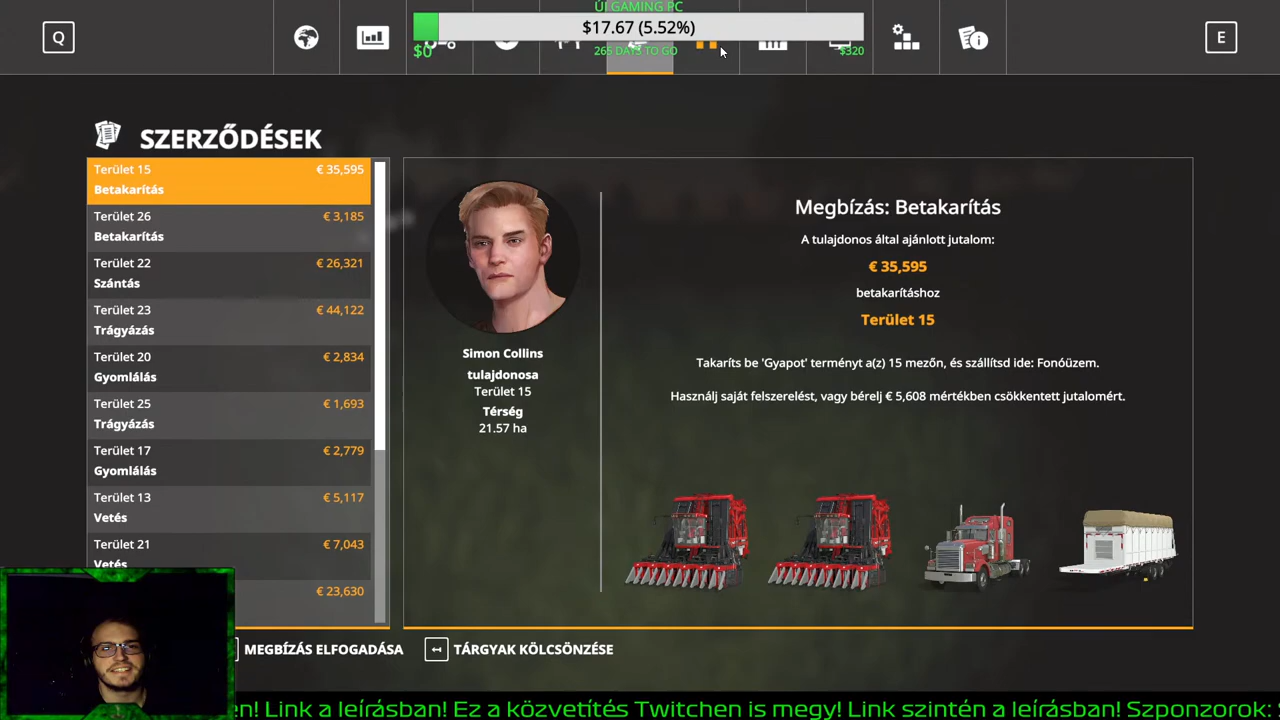 ÚJ GAMING PC
$17.67 (5.52%)
$0
265 DAYS TO GO
$320
Q
E
SZERZŐDÉSEK
Terület 15 € 35,595
Betakarítás
Terület 26 € 3,185
Betakarítás
Terület 22 € 26,321
Szántás
Terület 23 € 44,122
Trágyázás
Terület 20 € 2,834
Gyomlálás
Terület 25 € 1,693
Trágyázás
Terület 17 € 2,779
Gyomlálás
Terület 13 € 5,117
Vetés
Terület 21 € 7,043
Vetés
€ 23,630
Simon Collins
tulajdonosa
Terület 15
Térség
21.57 ha
Megbízás: Betakarítás
A tulajdonos által ajánlott jutalom:
€ 35,595
betakarításhoz
Terület 15
Takaríts be 'Gyapot' terményt a(z) 15 mezőn, és szállítsd ide: Fonóüzem.
Használj saját felszerelést, vagy bérelj € 5,608 mértékben csökkentett jutalomért.
MEGBÍZÁS ELFOGADÁSA
TÁRGYAK KÖLCSÖNZÉSE
en! Link a leírásban! Ez a közvetítés Twitchen is megy! Link szintén a leírásban! Szponzorok: